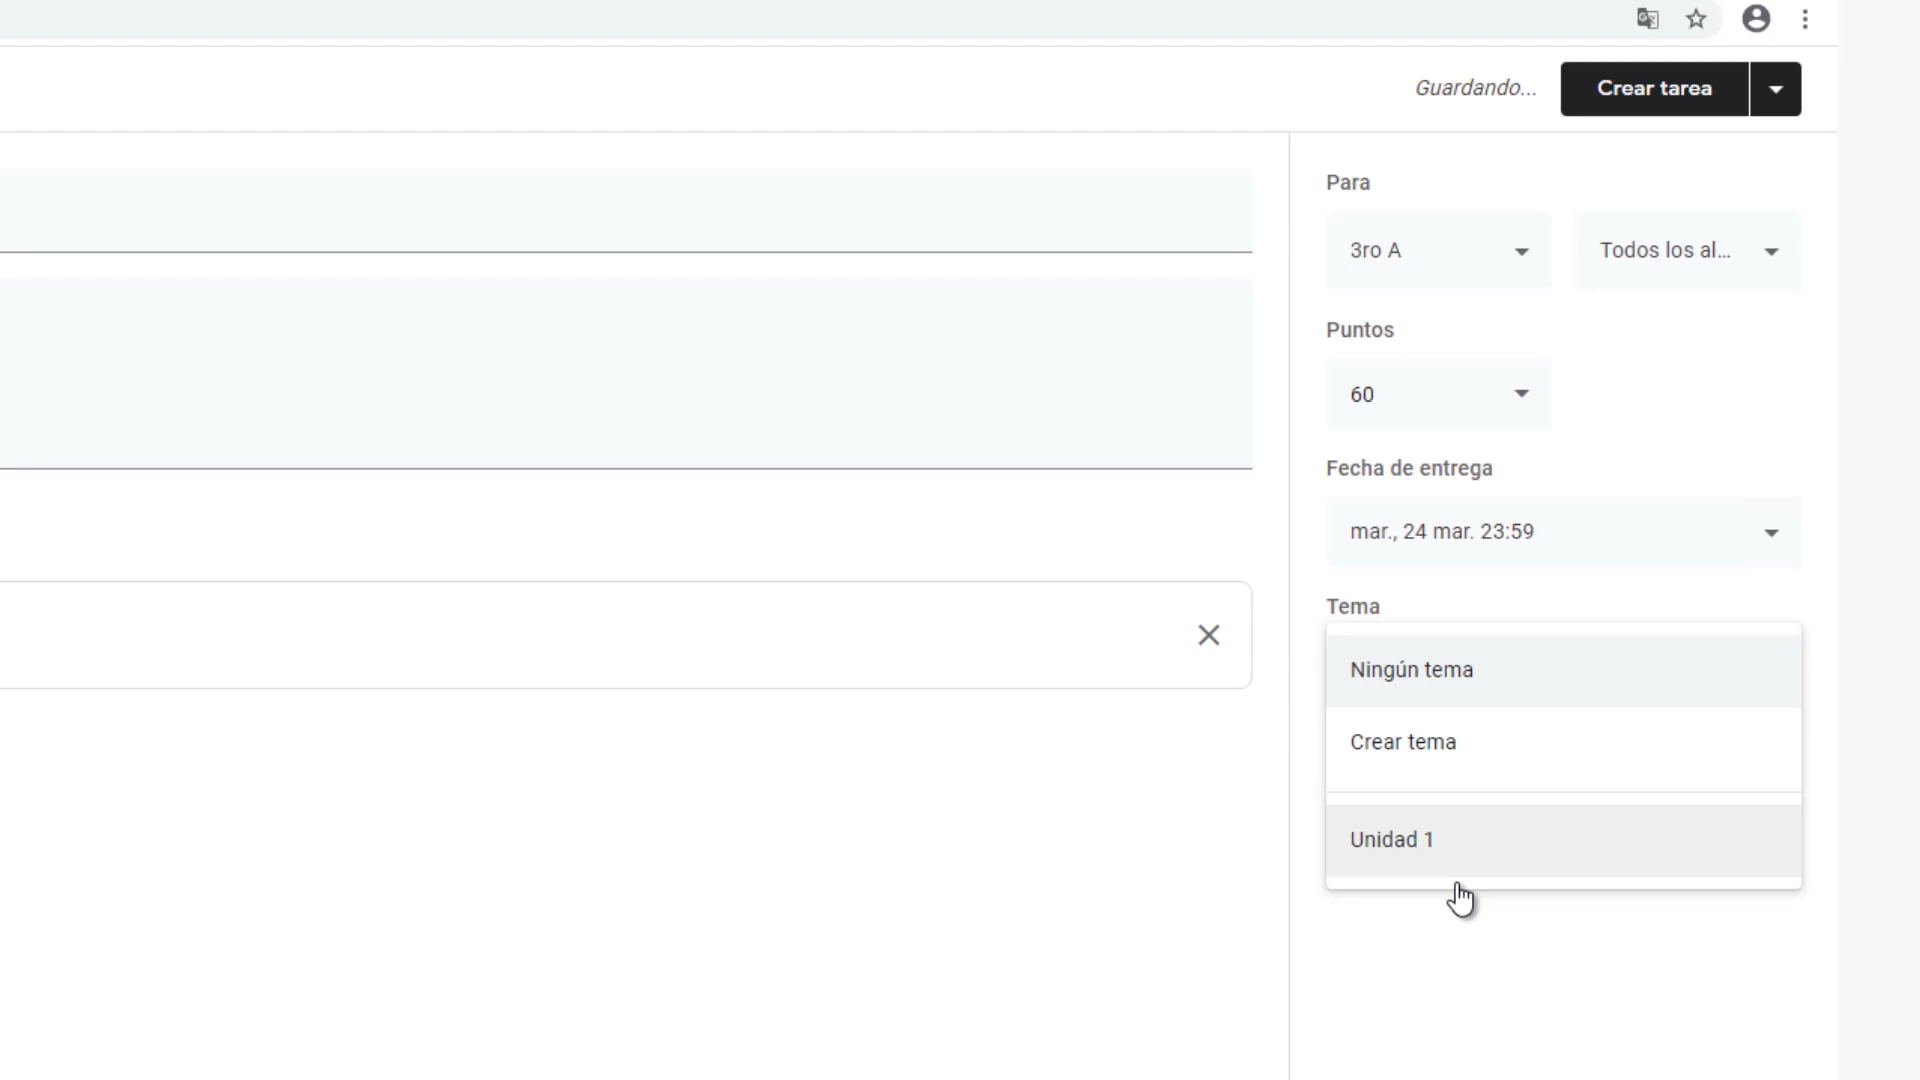 Guardando...
Crear tarea
Para
3ro A
Todos los al...
Puntos
60
Fecha de entrega
mar., 24 mar. 23:59
Tema
Ningún tema
Crear tema
Unidad 1